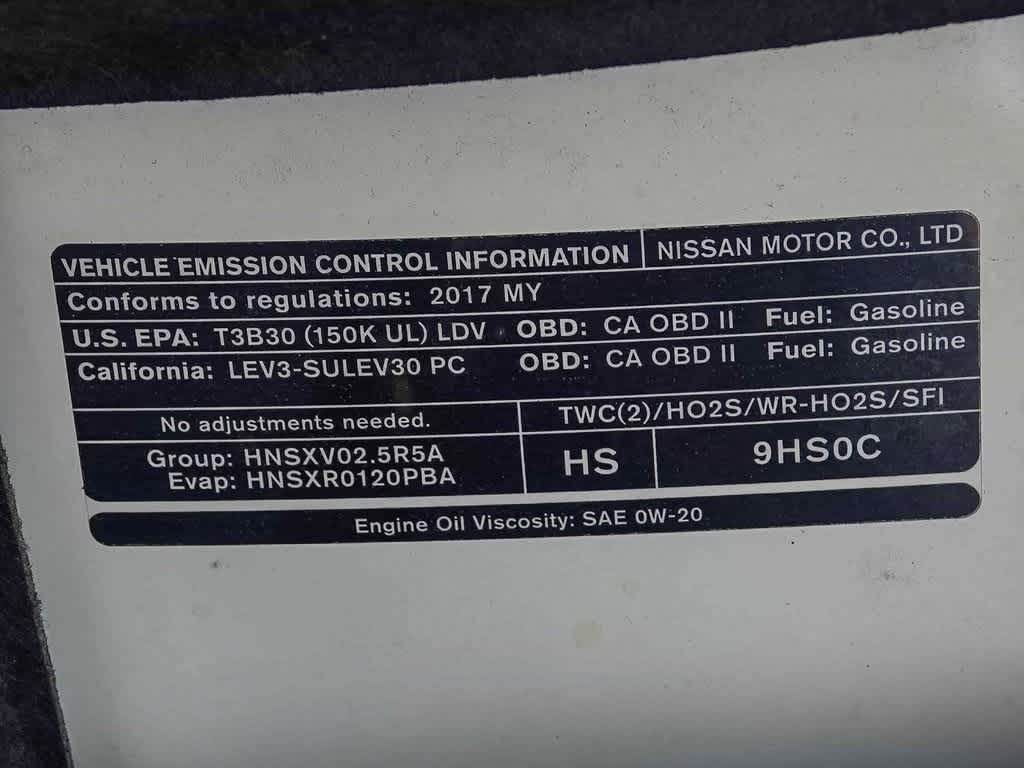 VEHICLE EMISSION CONTROL INFORMATION NISSAN MOTOR CO., LTD
Conforms to regulations: 2017 MY
U.S. EPA: T3B30 (150K UL) LDV OBD: CA OBD II Fuel: Gasoline
California: LEV3-SULEV30 PC OBD: CA OBD II Fuel: Gasoline
No adjustments needed. TWC(2)/HO2S/WR-HO2S/SFI
Group: HNSXV02.5R5A HS 9HS0C
Evap: HNSXR0120PBA
Engine Oil Viscosity: SAE 0W-20